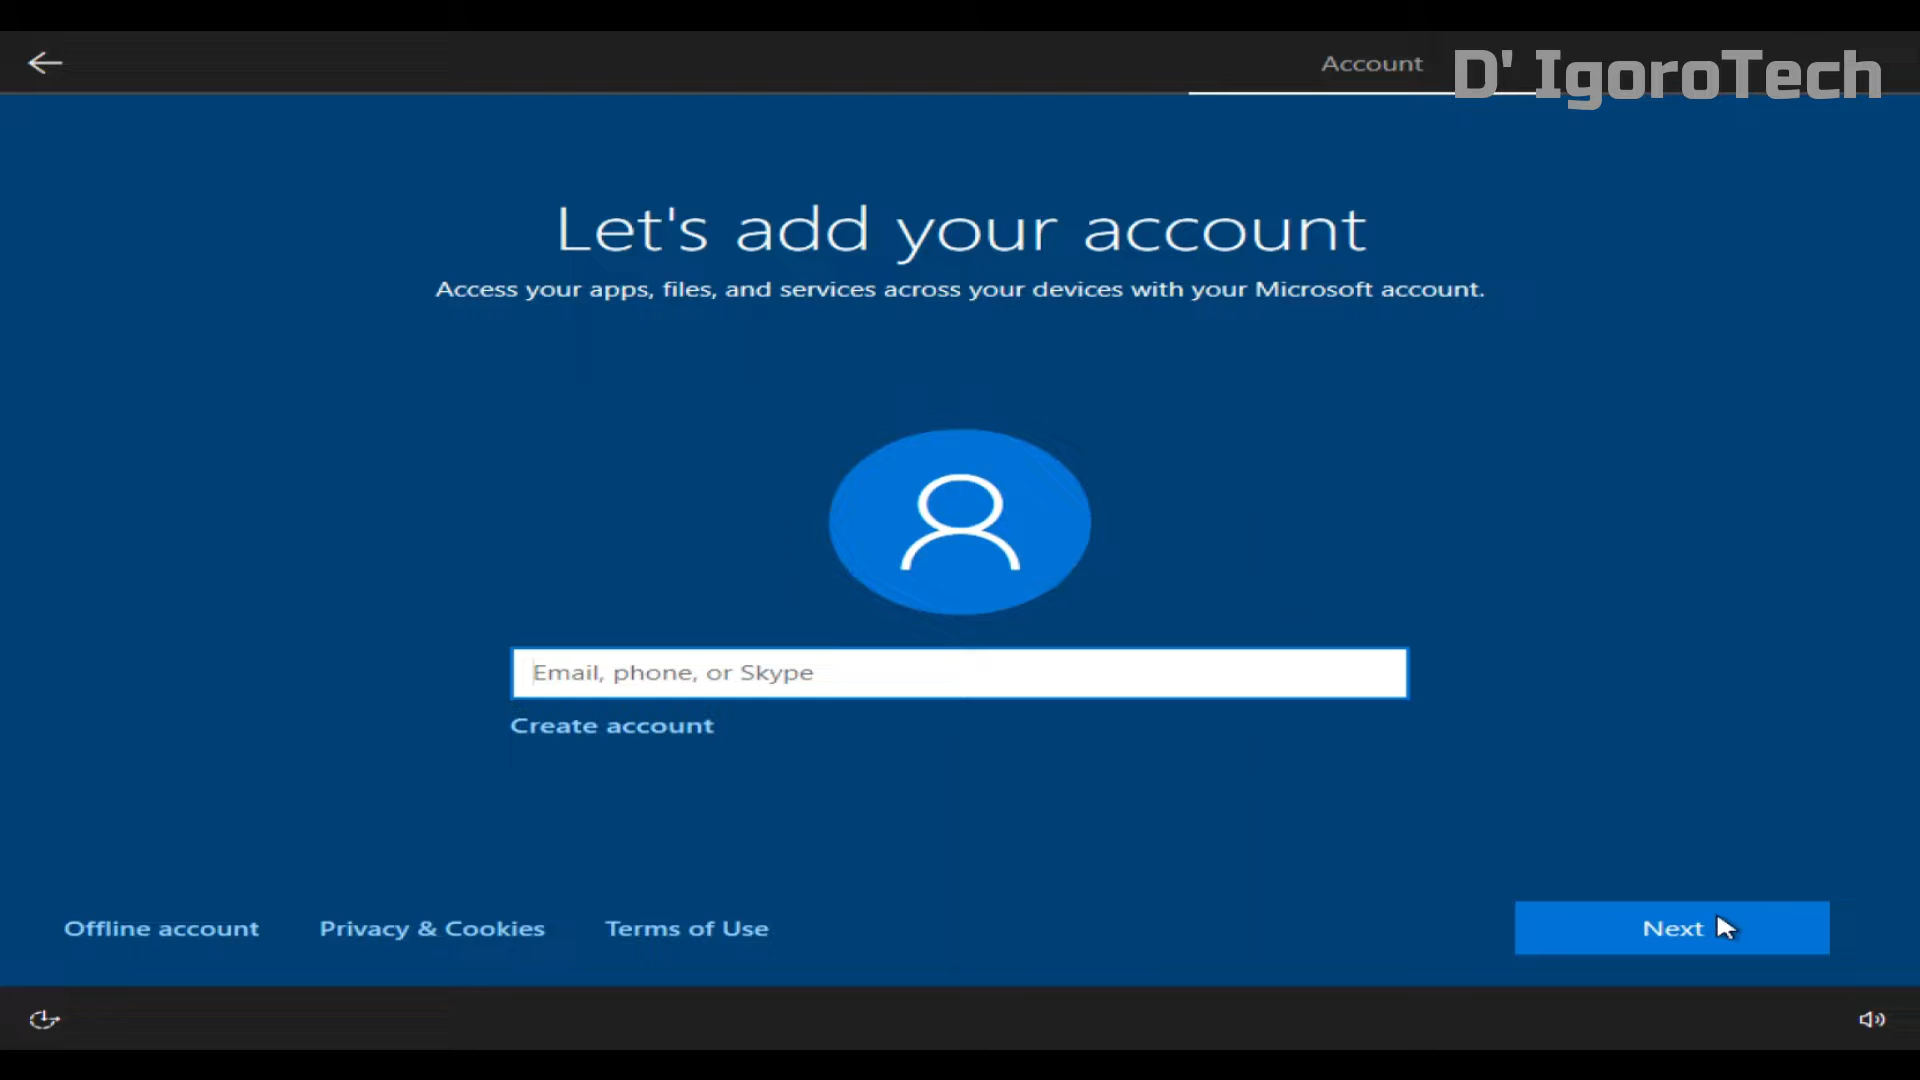 Account
D' IgoroTech
Let's add your account
Access your apps, files, and services across your devices with your Microsoft account.
Email, phone, or Skype
Create account
Offline account
Privacy & Cookies
Terms of Use
Next